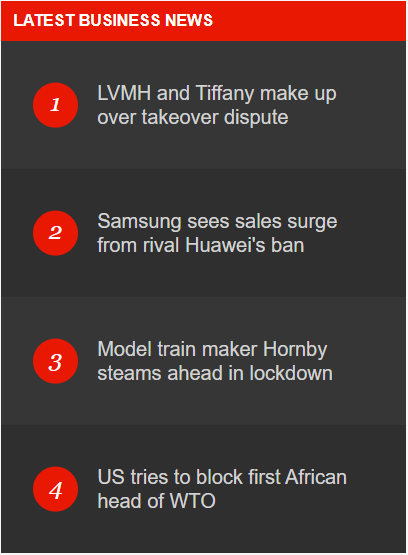 LATEST BUSINESS NEWS
1
LVMH and Tiffany make up
over takeover dispute
2
Samsung sees sales surge
from rival Huawei's ban
3
Model train maker Hornby
steams ahead in lockdown
4
US tries to block first African
head of WTO